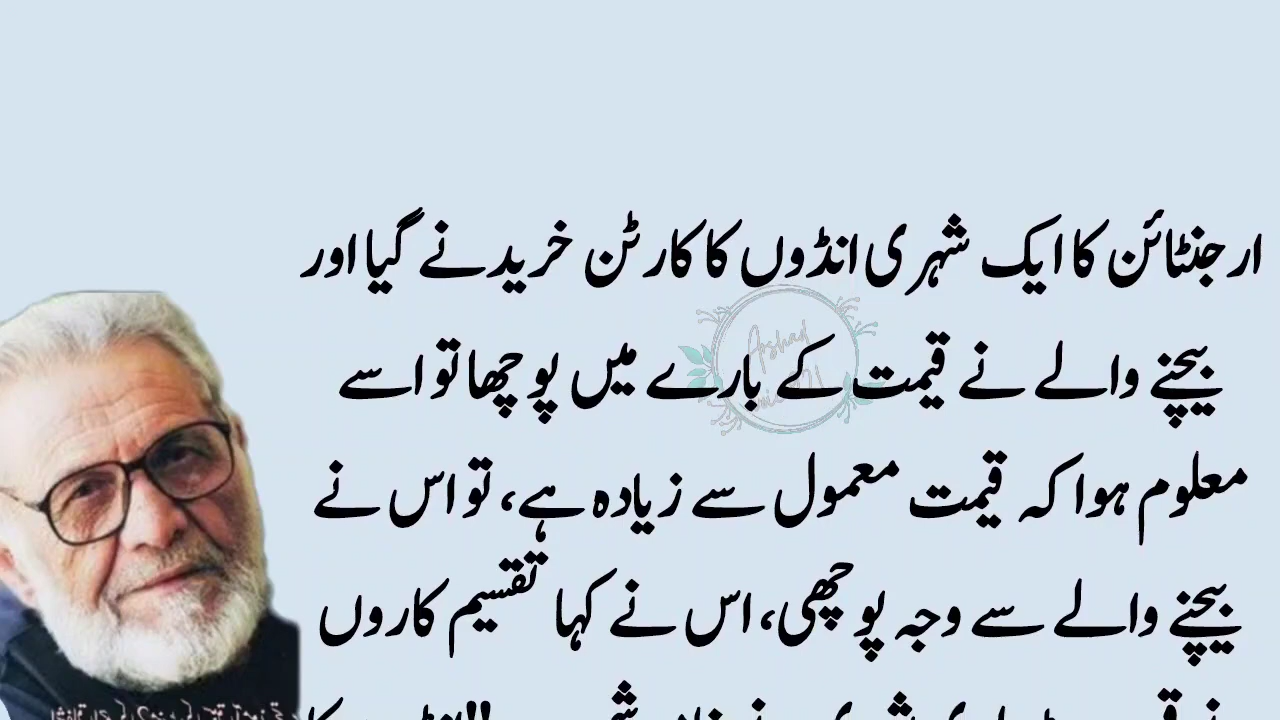 ارجنٹائن کا ایک شہری انڈوں کا کارٹن خریدنے گیا اور
بیچنے والے نے قیمت کے بارے میں پوچھا تو اسے
معلوم ہوا کہ قیمت معمول سے زیادہ ہے، تو اس نے
بیچنے والے سے وجہ پوچھی، اس نے کہا تقسیم کاروں
Arshad